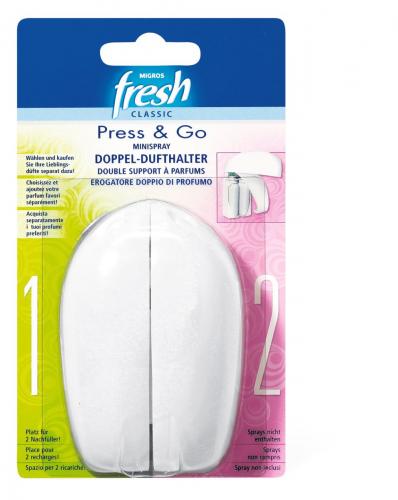 MIGROS
fresh
CLASSIC
Press & Go
MINISPRAY
DOPPEL-DUFTHALTER
DOUBLE SUPPORT À PARFUMS
EROGATORE DOPPIO DI PROFUMO
Wählen und kaufen
Sie Ihre Lieblings-
düfte separat dazu!
Choisissez et
ajoutez votre
parfum favori
séparément!
Acquista
separatamente
i tuoi profumi
preferiti!
1
2
Platz für
2 Nachfüller!
Place pour
2 recharges!
Spazio per 2 ricariche!
Sprays nicht
enthalten
Sprays
non compris
Spray non inclusi